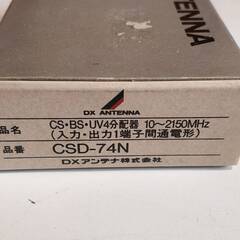 ANTENNA
DX ANTENNA
品名 CS・BS・UV4分配器 10〜2150MHz
(入力・出力1端子間通電形)
品番 CSD-74N
DXアンテナ株式会社